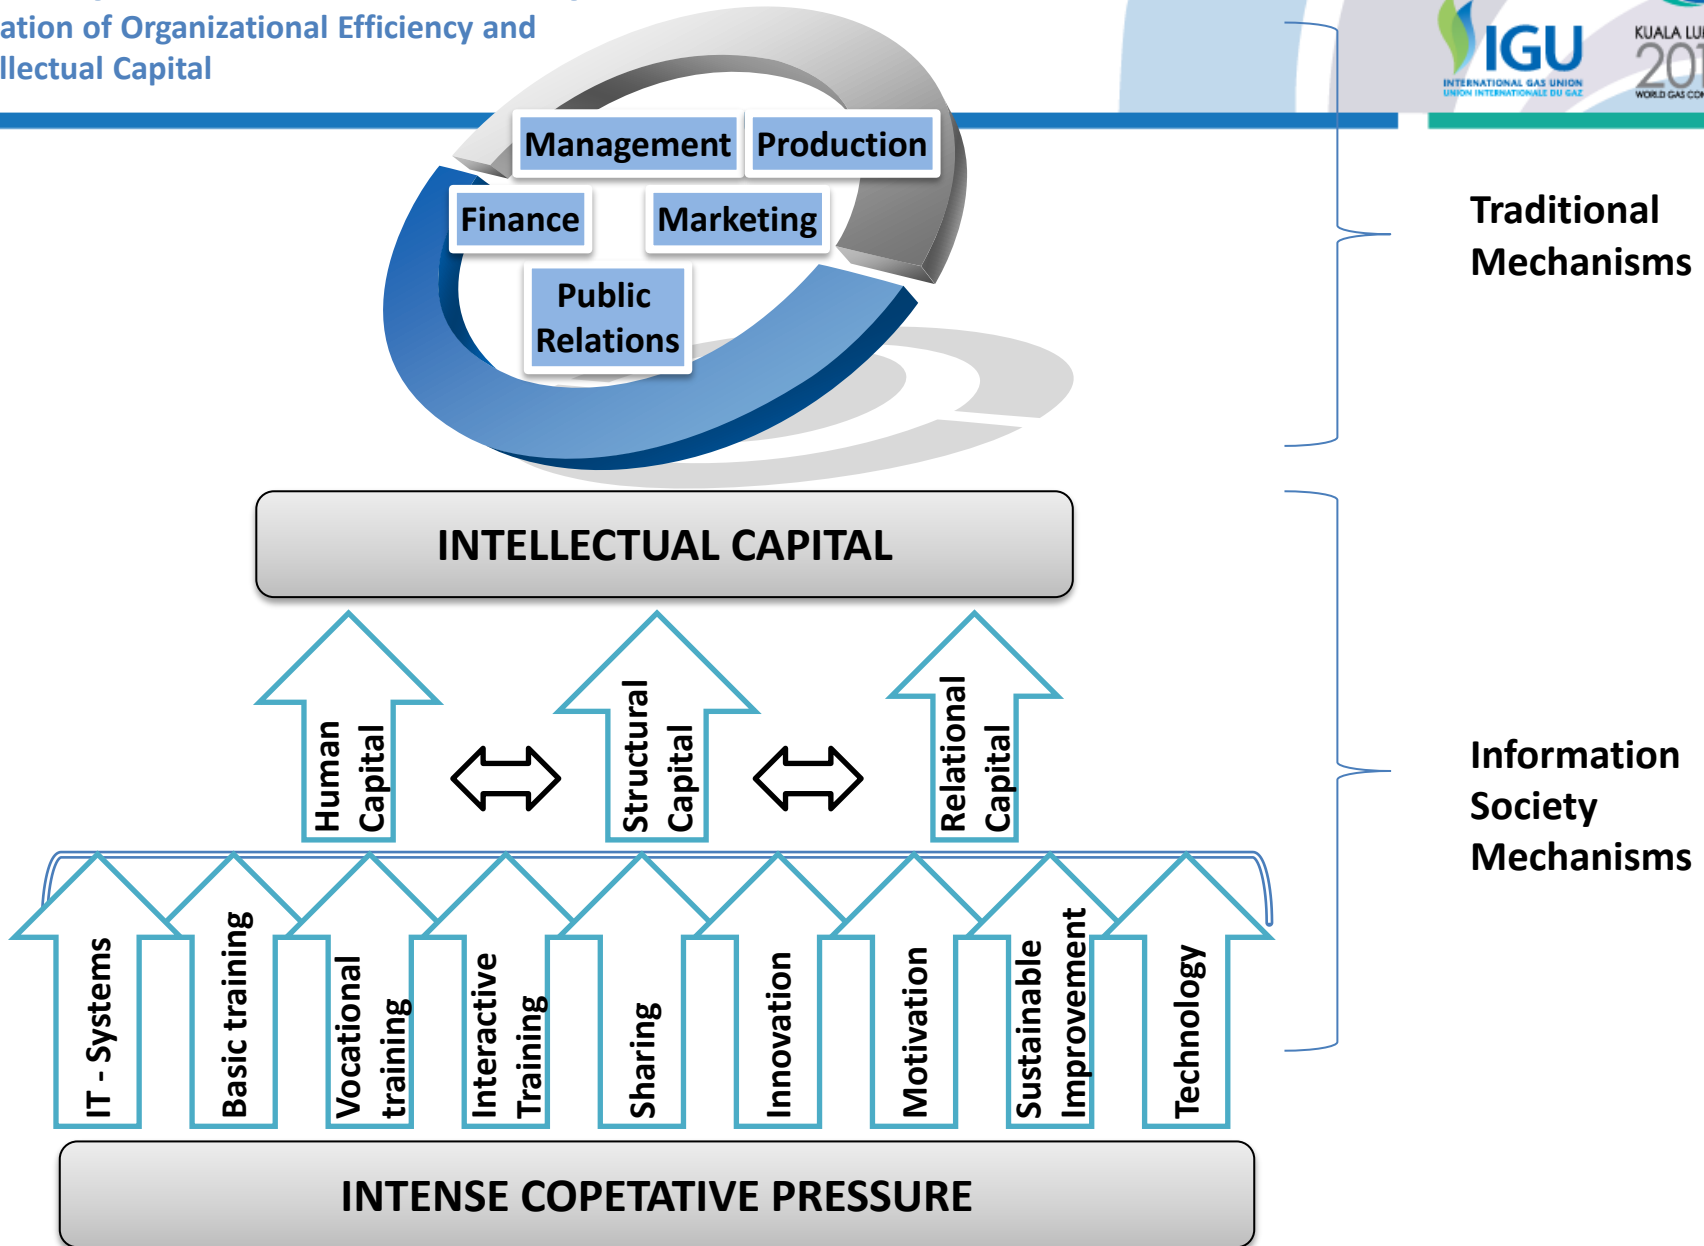 ation of Organizational Efficiency and
llectual Capital
IGU
INTERNATIONAL GAS UNION
UNION INTERNATIONALE DU GAZ
KUALA LU
201
WORLD GAS CON
Management
Production
Finance
Marketing
Public
Relations
Traditional
Mechanisms
INTELLECTUAL CAPITAL
Human
Capital
Structural
Capital
Relational
Capital
Information
Society
Mechanisms
IT - Systems
Basic training
Vocational
training
Interactive
Training
Sharing
Innovation
Motivation
Sustainable
Improvement
Technology
INTENSE COPETATIVE PRESSURE